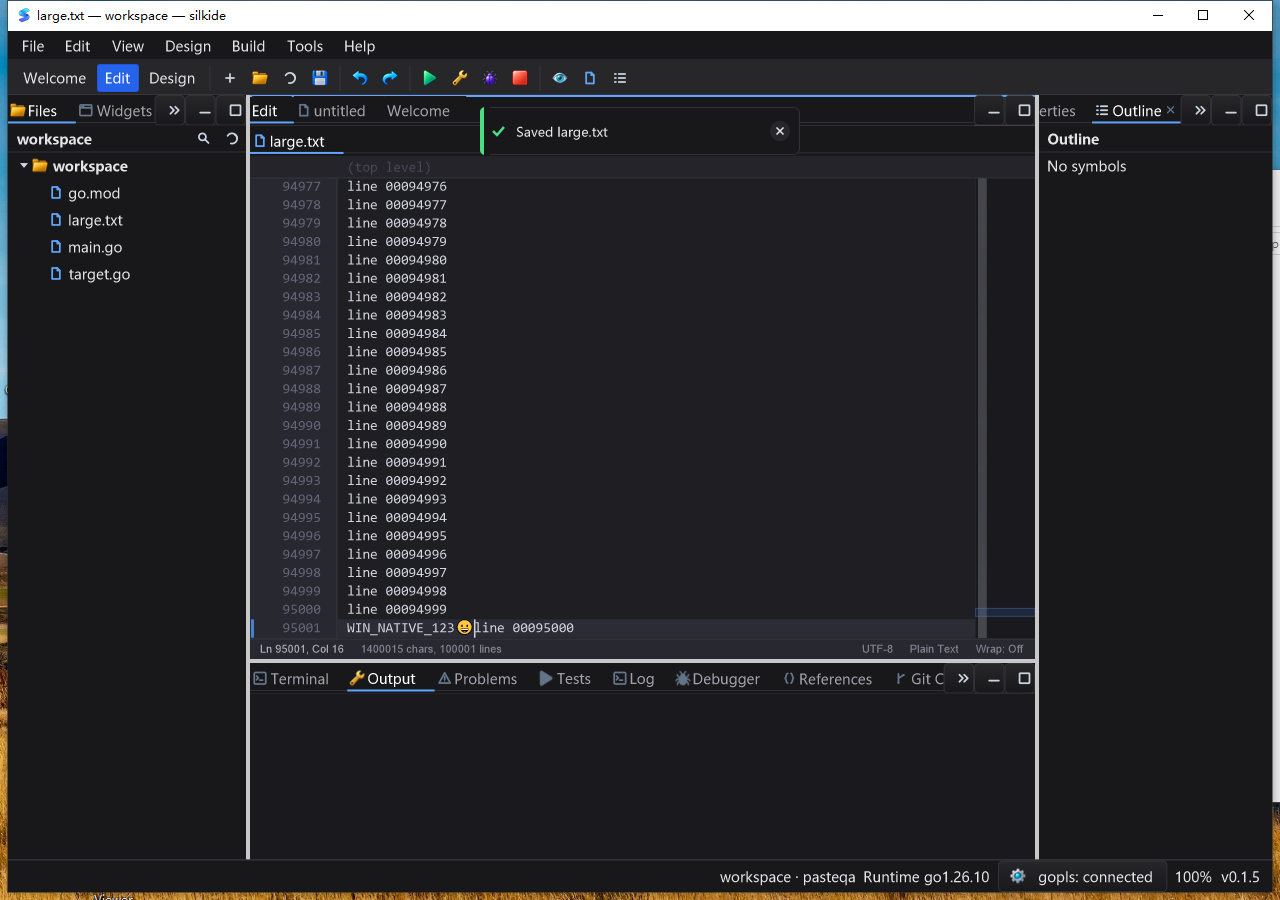 large.txt — workspace — silkide
File Edit View Design Build Tools Help
Welcome Edit Design
Files Widgets
workspace
workspace
go.mod
large.txt
main.go
target.go
Edit untitled Welcome
large.txt
Saved large.txt
(top level)
94977 line 00094976
94978 line 00094977
94979 line 00094978
94980 line 00094979
94981 line 00094980
94982 line 00094981
94983 line 00094982
94984 line 00094983
94985 line 00094984
94986 line 00094985
94987 line 00094986
94988 line 00094987
94989 line 00094988
94990 line 00094989
94991 line 00094990
94992 line 00094991
94993 line 00094992
94994 line 00094993
94995 line 00094994
94996 line 00094995
94997 line 00094996
94998 line 00094997
94999 line 00094998
95000 line 00094999
95001 WIN_NATIVE_123😀line 00095000
Ln 95001, Col 16 1400015 chars, 100001 lines UTF-8 Plain Text Wrap: Off
Terminal Output Problems Tests Log Debugger References Git C
erties Outline
Outline
No symbols
workspace · pasteqa Runtime go1.26.10 gopls: connected 100% v0.1.5